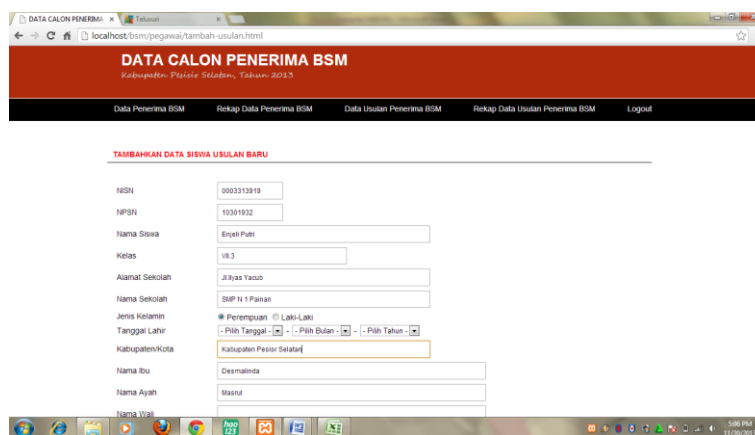 DATA CALON PENERIMA
Telusuri
localhost/bsm/pegawai/tambah-usulan.html
DATA CALON PENERIMA BSM
Kabupaten Pesisir Selatan, Tahun 2013
Data Penerima BSM Rekap Data Penerima BSM Data Usulan Penerima BSM Rekap Data Usulan Penerima BSM Logout
TAMBAHKAN DATA SISWA USULAN BARU
NISN 0003313919
NPSN 10301932
Nama Siswa Enjeli Putri
Kelas VII.3
Alamat Sekolah Jl.Ilyas Yacub
Nama Sekolah SMP N 1 Painan
Jenis Kelamin Perempuan Laki-Laki
Tanggal Lahir - Pilih Tanggal - - - Pilih Bulan - - - Pilih Tahun -
Kabupaten/Kota Kabupaten Pesisr Selatan
Nama Ibu Desmalinda
Nama Ayah Masrul
Nama Wali
hao 123
5:06 PM